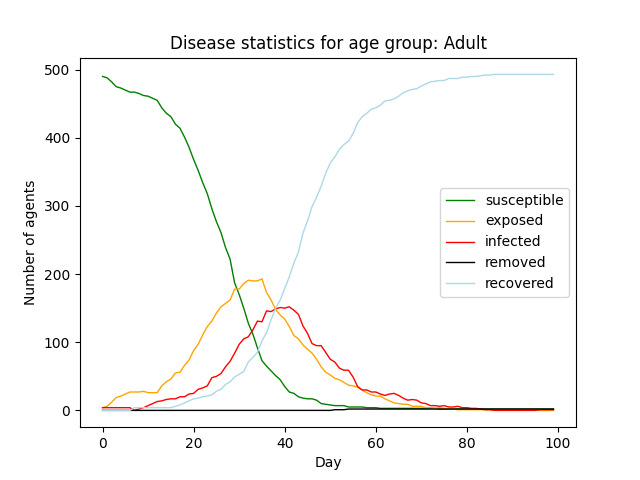 Disease statistics for age group: Adult
500
400
300
200
100
0
Number of agents
susceptible
exposed
infected
removed
recovered
0 20 40 60 80 100
Day